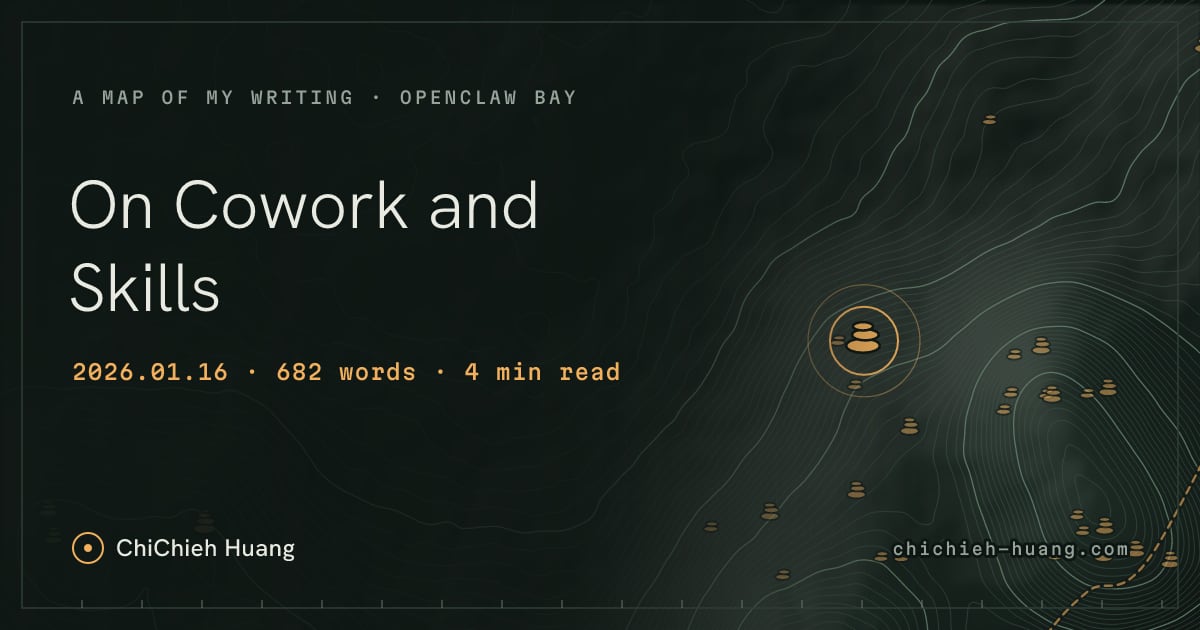 A MAP OF MY WRITING · OPENCLAW BAY
On Cowork and
Skills
2026.01.16 · 682 words · 4 min read
ChiChieh Huang
chichieh-huang.com